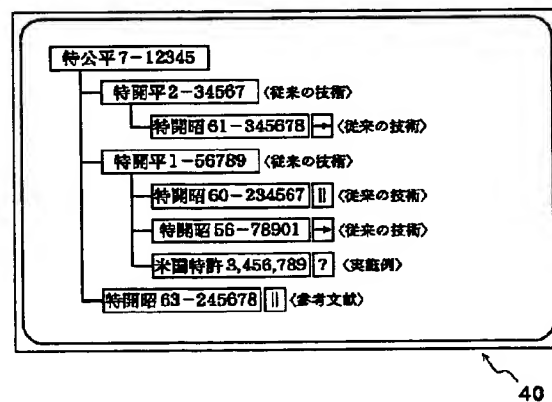 特公平7-12345
特開平2-34567 〈従来の技術〉
特開昭61-345678 → 〈従来の技術〉
特開平1-56789 〈従来の技術〉
特開昭60-234567 || 〈従来の技術〉
特開昭56-78901 → 〈従来の技術〉
米国特許3,456,789 ? 〈実施例〉
特開昭63-245678 || 〈参考文献〉
40